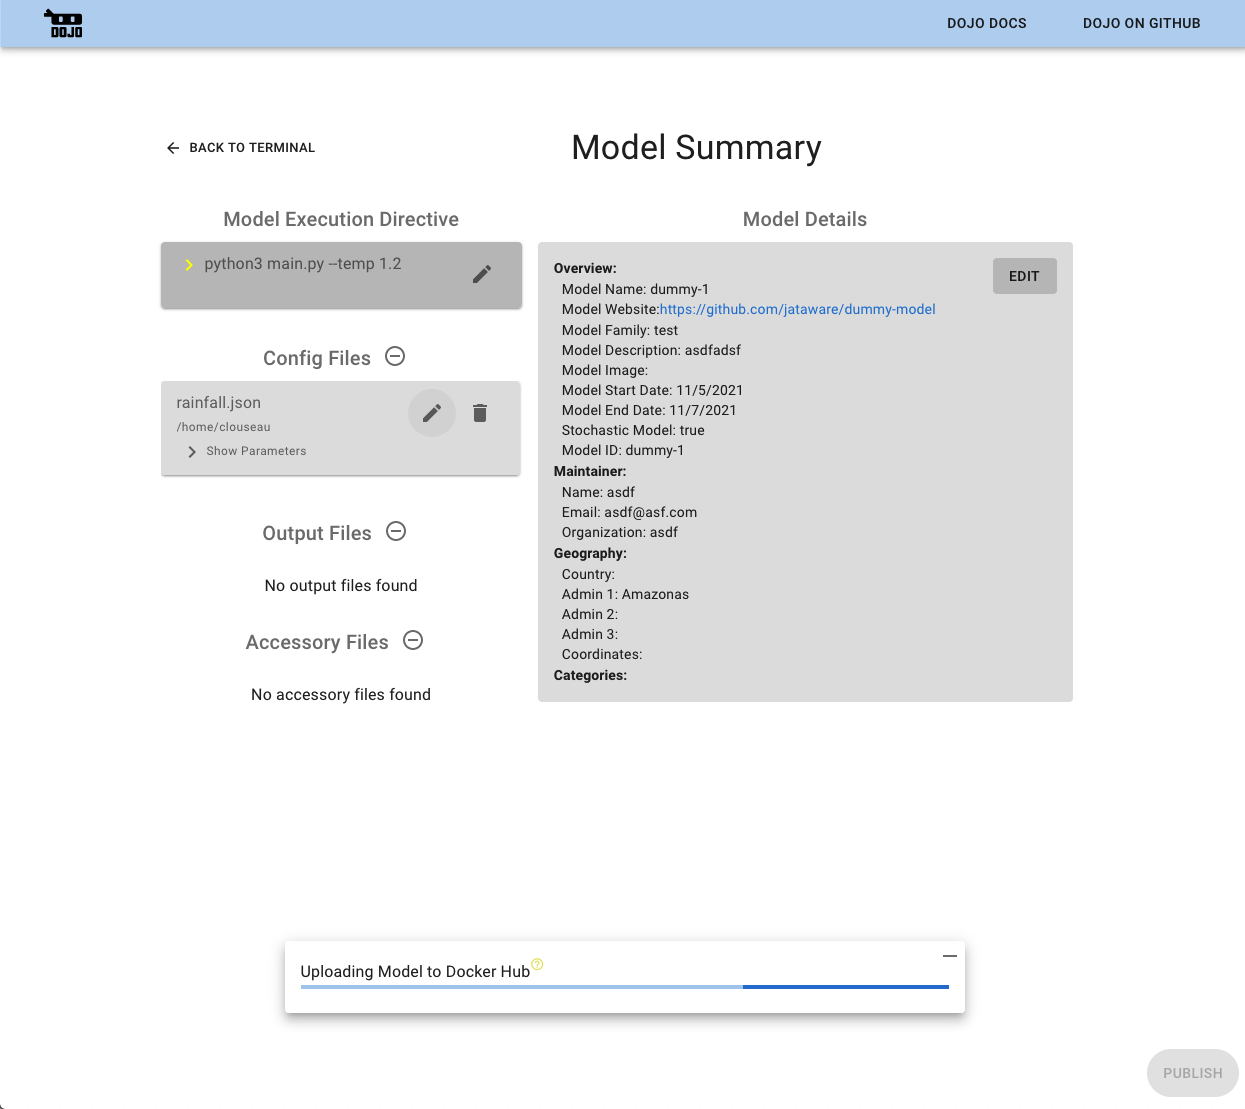 DOJO
DOJO DOCS
DOJO ON GITHUB
BACK TO TERMINAL
Model Summary
Model Execution Directive
python3 main.py --temp 1.2
Config Files
rainfall.json
/home/clouseau
Show Parameters
Output Files
No output files found
Accessory Files
No accessory files found
Model Details
EDIT
Overview:
Model Name: dummy-1
Model Website:https://github.com/jataware/dummy-model
Model Family: test
Model Description: asdfadsf
Model Image:
Model Start Date: 11/5/2021
Model End Date: 11/7/2021
Stochastic Model: true
Model ID: dummy-1
Maintainer:
Name: asdf
Email: asdf@asf.com
Organization: asdf
Geography:
Country:
Admin 1: Amazonas
Admin 2:
Admin 3:
Coordinates:
Categories:
Uploading Model to Docker Hub
PUBLISH